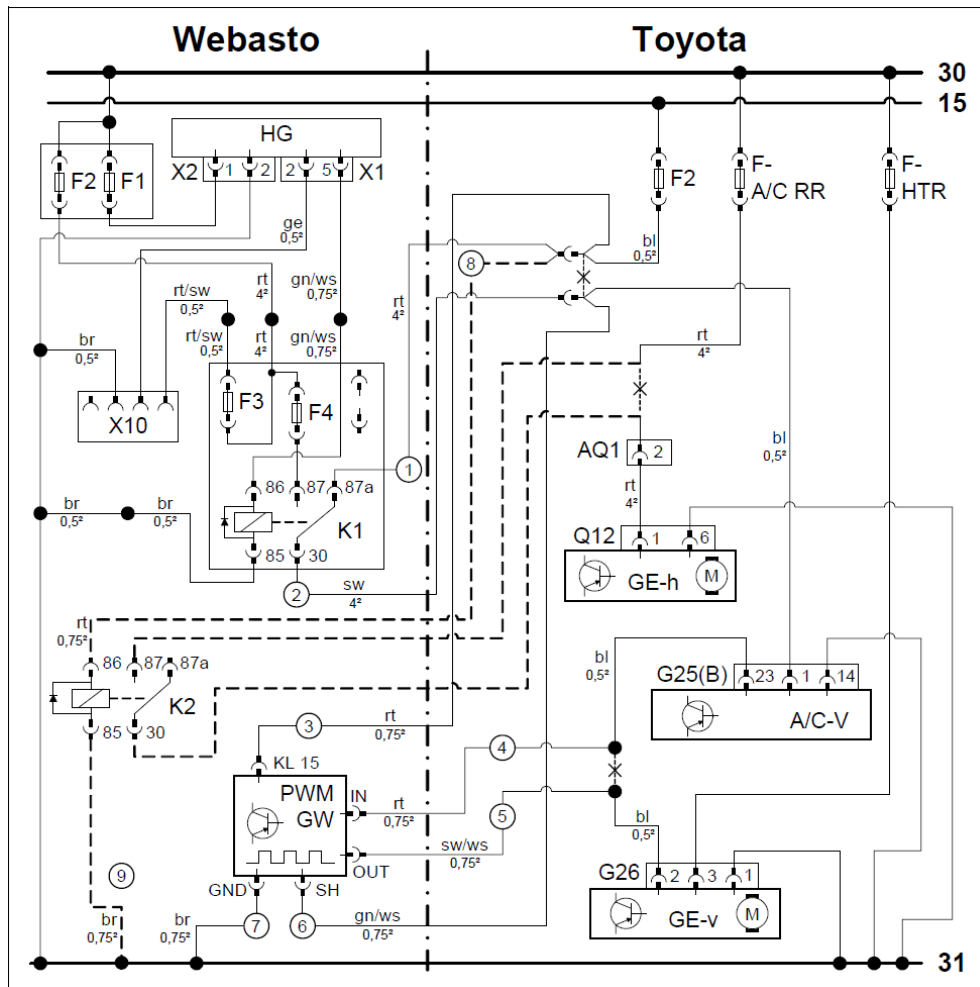 Webasto
Toyota
30
15
HG
X2 1 2 2 5 X1
F2 F1
F2
F-
A/C RR
F-
HTR
ge
0,5²
bl
0,5²
8
rt/sw
0,5²
rt
4²
gn/ws
0,75²
rt
4²
rt/sw
0,5²
rt
4²
gn/ws
0,75²
rt
4²
br
0,5²
F3
F4
X10
bl
0,5²
AQ1 2
1
rt
4²
86 87 87a
br
0,5²
br
0,5²
K1
Q12 1 6
85 30
GE-h
M
2
sw
4²
rt
0,75²
86 87 87a
bl
0,5²
G25(B) 23 1 14
K2
A/C-V
85 30
3
rt
0,75²
4
KL 15
PWM
GW
IN
rt
0,75²
5
sw/ws
0,75²
OUT
bl
0,5²
9
GND
SH
G26 2 3 1
br
0,75²
br
0,75²
7
6
gn/ws
0,75²
GE-v
M
31